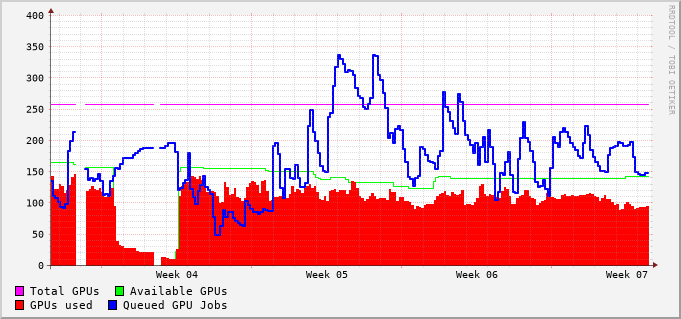 400
350
300
250
200
150
100
50
0
Week 04 Week 05 Week 06 Week 07
Total GPUs Available GPUs
GPUs used Queued GPU Jobs
RRDTOOL / TOBI OETIKER